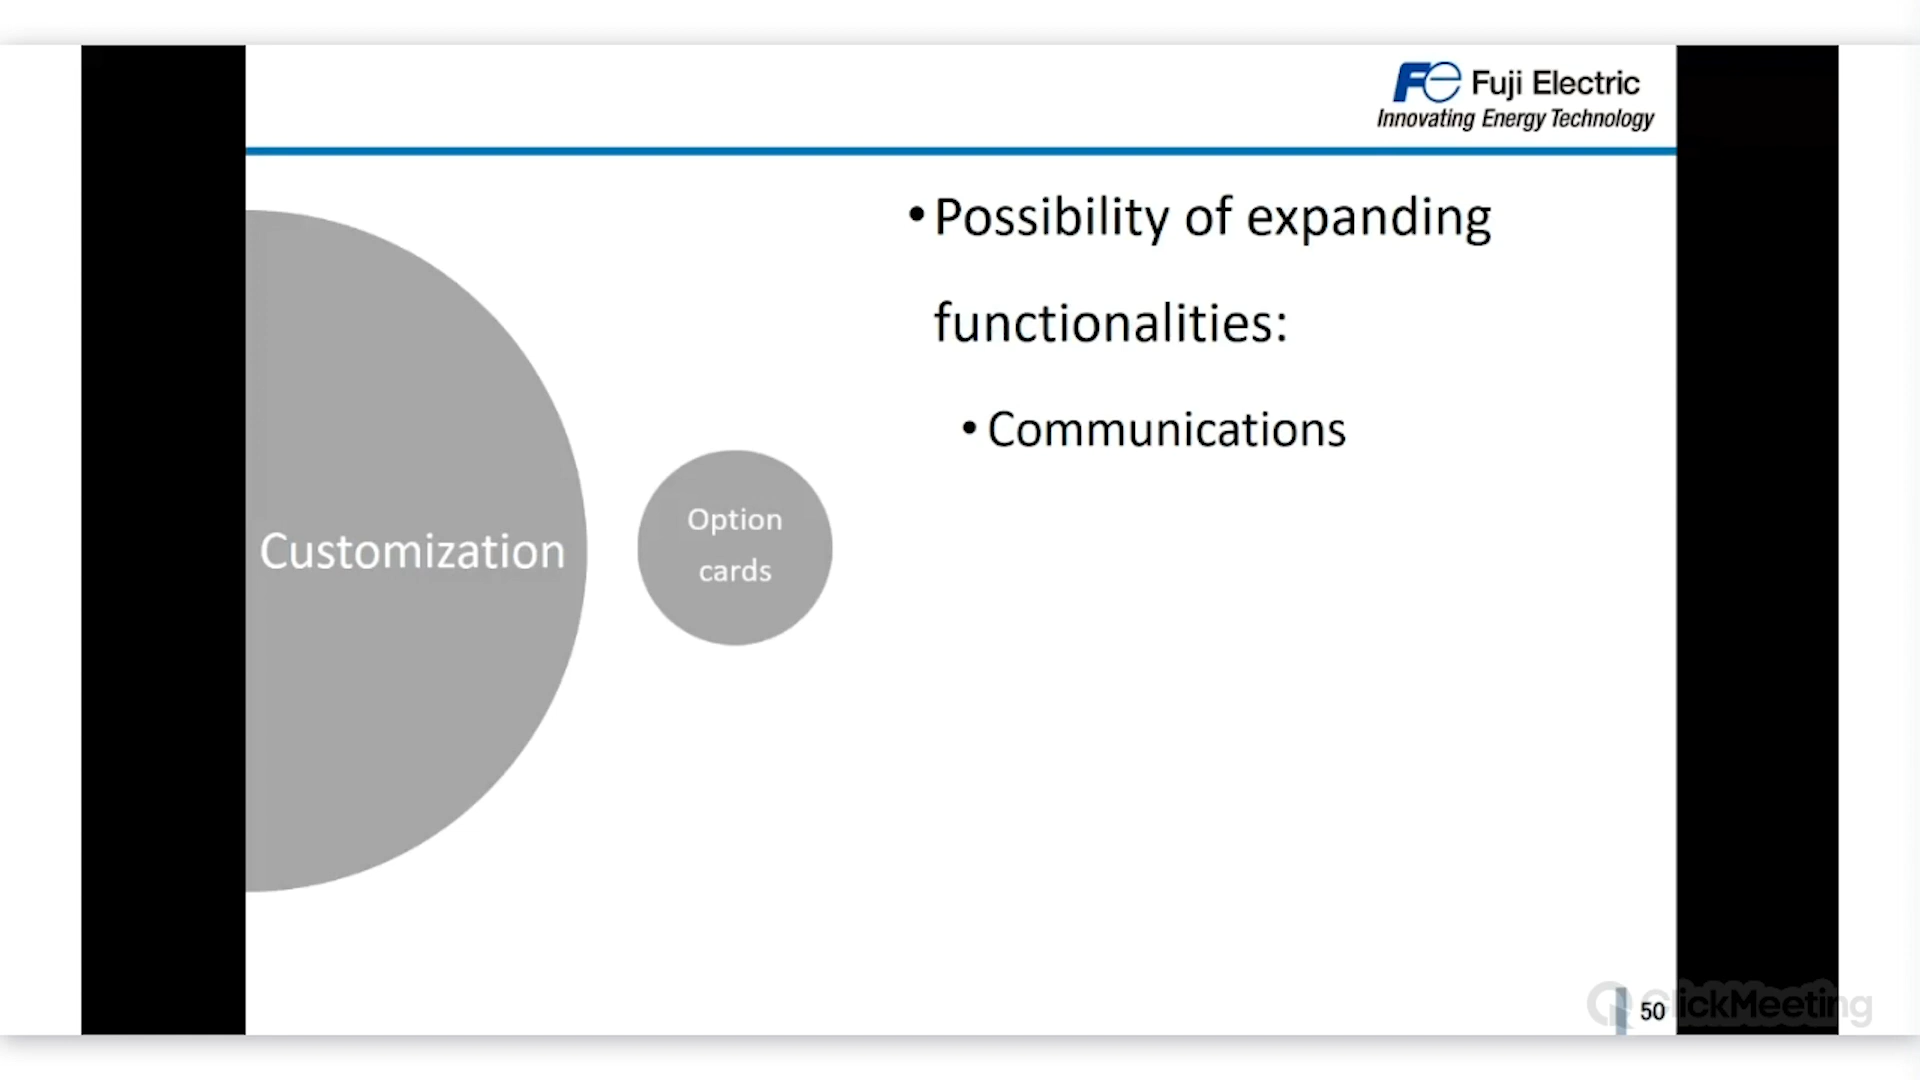 Fuji Electric
Innovating Energy Technology
• Possibility of expanding
functionalities:
• Communications
Customization
Option
cards
50
ClickMeeting